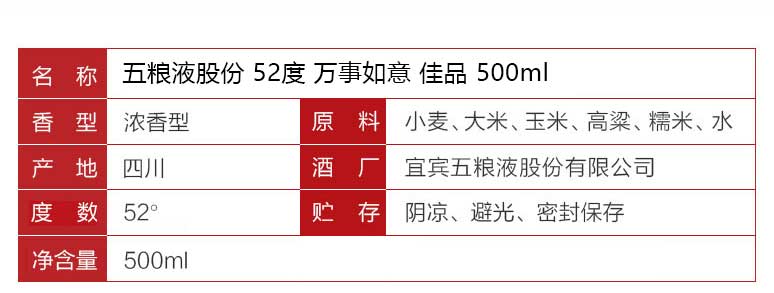 名 称 五粮液股份 52度 万事如意 佳品 500ml
香 型 浓香型 原 料 小麦、大米、玉米、高粱、糯米、水
产 地 四川 酒 厂 宜宾五粮液股份有限公司
度 数 52° 贮 存 阴凉、避光、密封保存
净含量 500ml